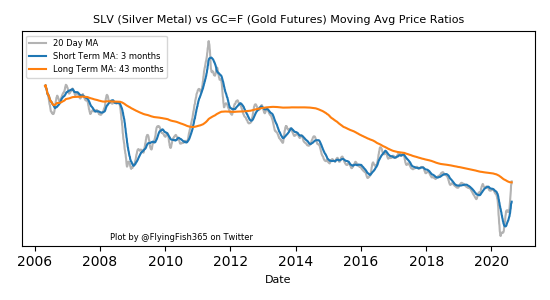 SLV (Silver Metal) vs GC=F (Gold Futures) Moving Avg Price Ratios
20 Day MA
Short Term MA: 3 months
Long Term MA: 43 months
Plot by @FlyingFish365 on Twitter
2006 2008 2010 2012 2014 2016 2018 2020
Date